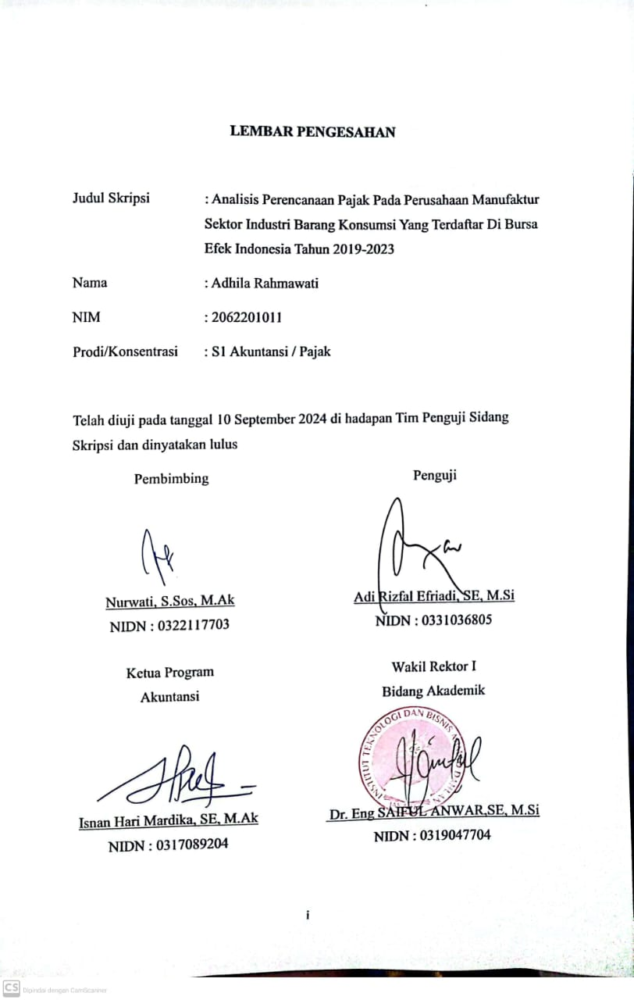 LEMBAR PENGESAHAN
Judul Skripsi : Analisis Perencanaan Pajak Pada Perusahaan Manufaktur
Sektor Industri Barang Konsumsi Yang Terdaftar Di Bursa
Efek Indonesia Tahun 2019-2023
Nama : Adhila Rahmawati
NIM : 2062201011
Prodi/Konsentrasi : S1 Akuntansi / Pajak
Telah diuji pada tanggal 10 September 2024 di hadapan Tim Penguji Sidang
Skripsi dan dinyatakan lulus
Pembimbing
Nurwati, S.Sos, M.Ak
NIDN : 0322117703
Penguji
Adi Rizfal Efriadi, SE, M.Si
NIDN : 0331036805
Ketua Program
Akuntansi
Isnan Hari Mardika, SE, M.Ak
NIDN : 0317089204
Wakil Rektor I
Bidang Akademik
INSTITUT TEKNOLOGI DAN BISNIS
Dr. Eng SAIFUL ANWAR,SE, M.Si
NIDN : 0319047704
i
CS Dipindai dengan CamScanner